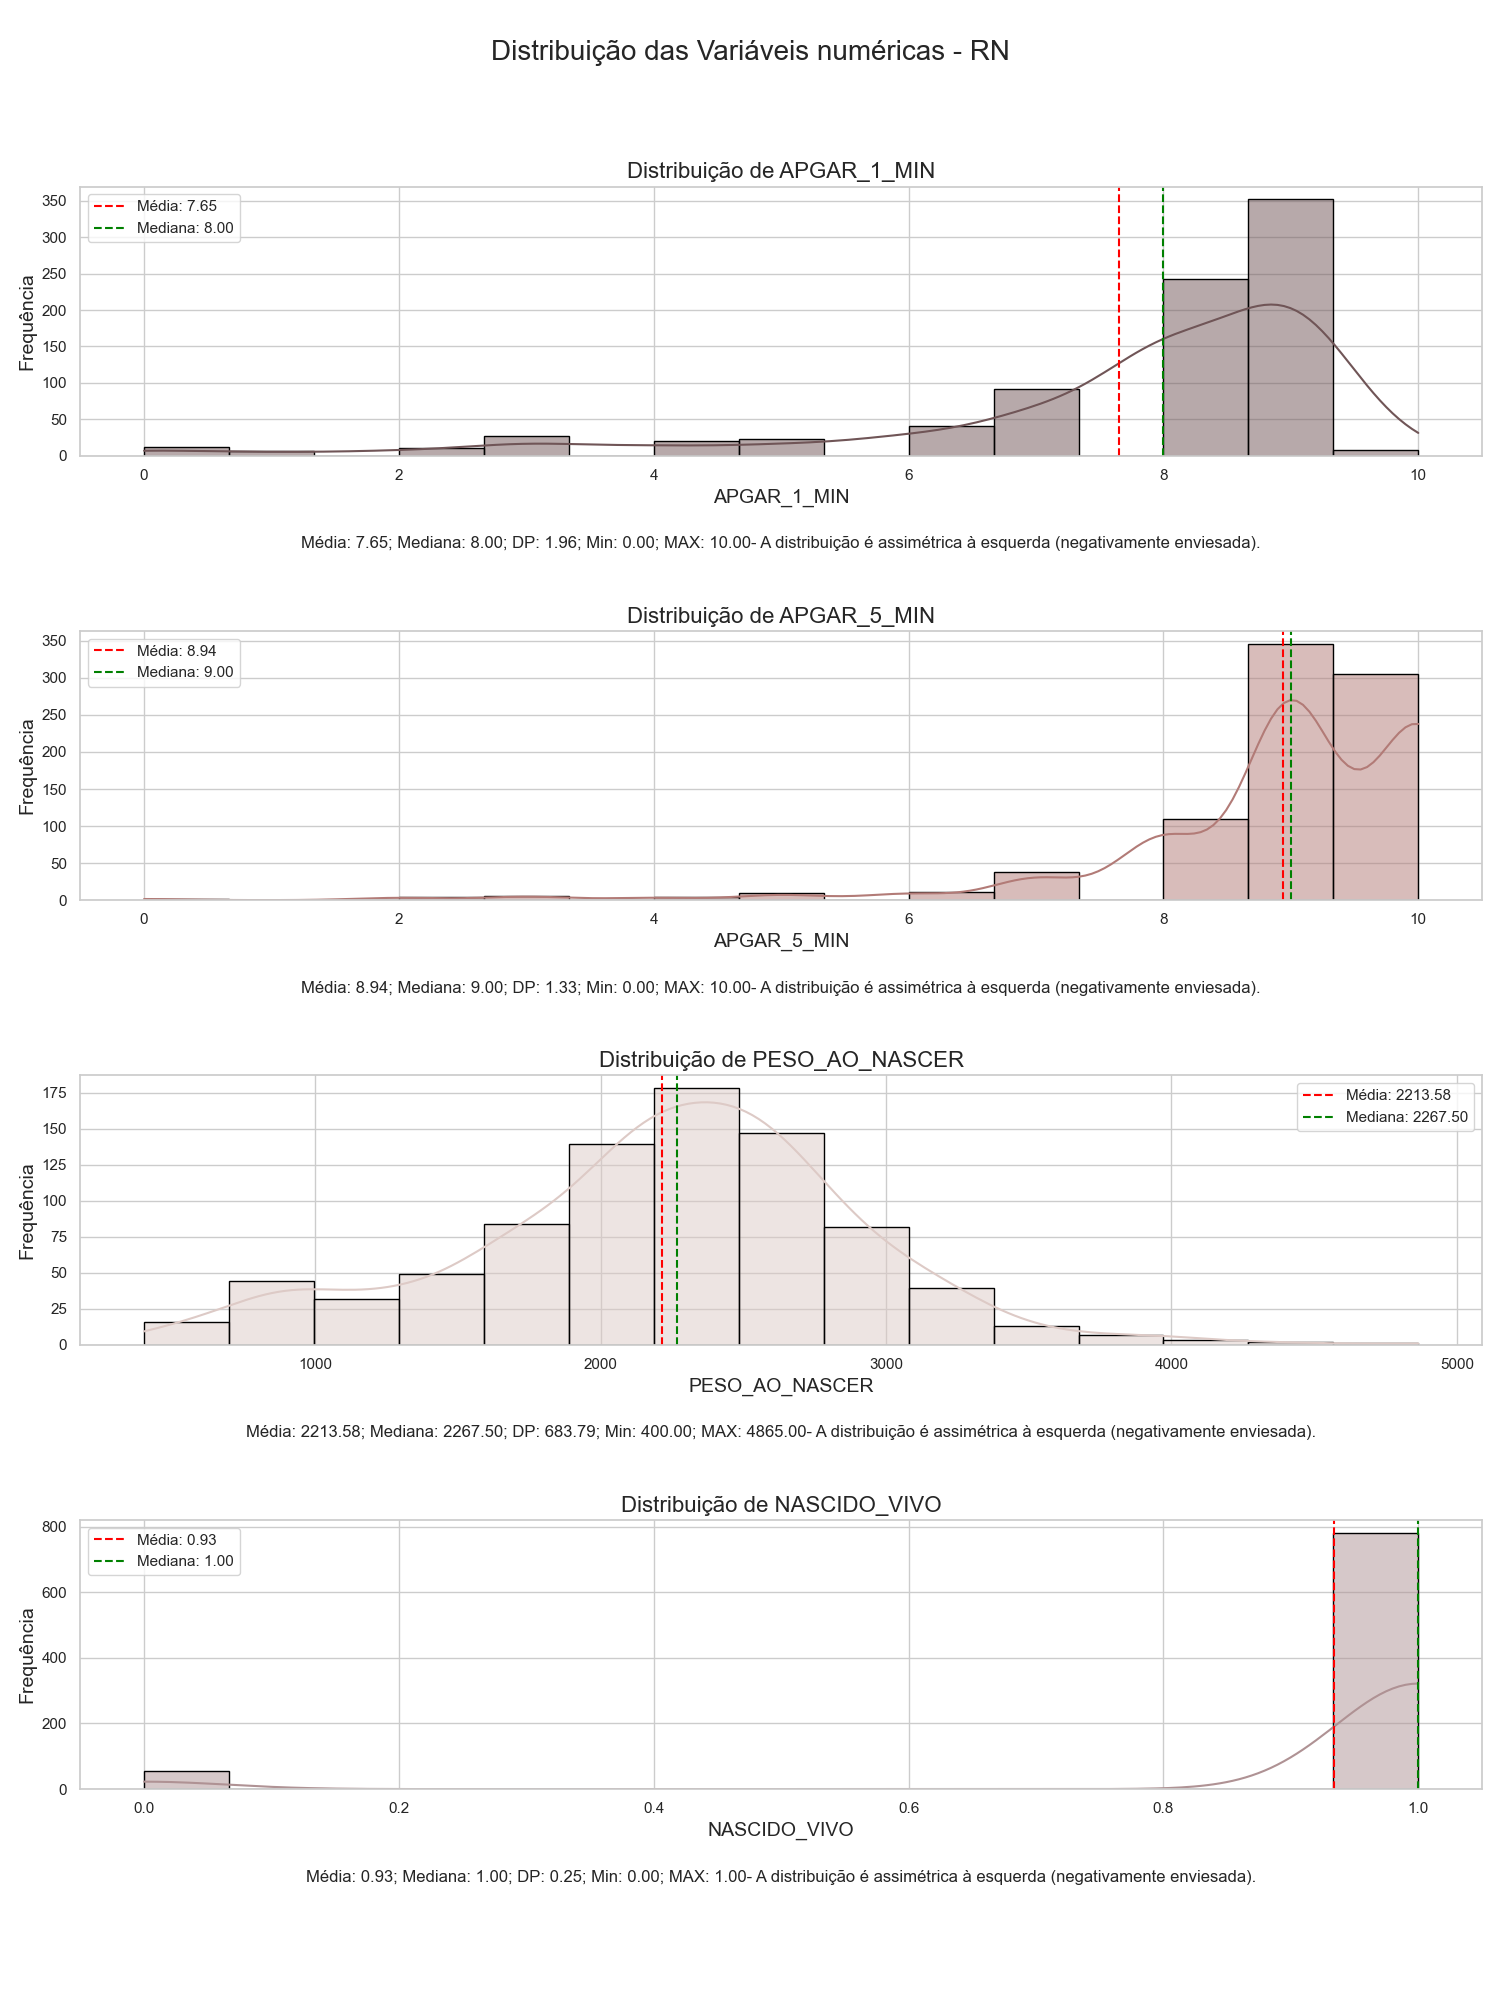 Distribuição das Variáveis numéricas - RN
Distribuição de APGAR_1_MIN
Média: 7.65
Mediana: 8.00
Frequência
350
300
250
200
150
100
50
0
0 2 4 6 8 10
APGAR_1_MIN
Média: 7.65; Mediana: 8.00; DP: 1.96; Min: 0.00; MAX: 10.00- A distribuição é assimétrica à esquerda (negativamente enviesada).
Distribuição de APGAR_5_MIN
Média: 8.94
Mediana: 9.00
Frequência
350
300
250
200
150
100
50
0
0 2 4 6 8 10
APGAR_5_MIN
Média: 8.94; Mediana: 9.00; DP: 1.33; Min: 0.00; MAX: 10.00- A distribuição é assimétrica à esquerda (negativamente enviesada).
Distribuição de PESO_AO_NASCER
Média: 2213.58
Mediana: 2267.50
Frequência
175
150
125
100
75
50
25
0
1000 2000 3000 4000 5000
PESO_AO_NASCER
Média: 2213.58; Mediana: 2267.50; DP: 683.79; Min: 400.00; MAX: 4865.00- A distribuição é assimétrica à esquerda (negativamente enviesada).
Distribuição de NASCIDO_VIVO
Média: 0.93
Mediana: 1.00
Frequência
800
600
400
200
0
0.0 0.2 0.4 0.6 0.8 1.0
NASCIDO_VIVO
Média: 0.93; Mediana: 1.00; DP: 0.25; Min: 0.00; MAX: 1.00- A distribuição é assimétrica à esquerda (negativamente enviesada).